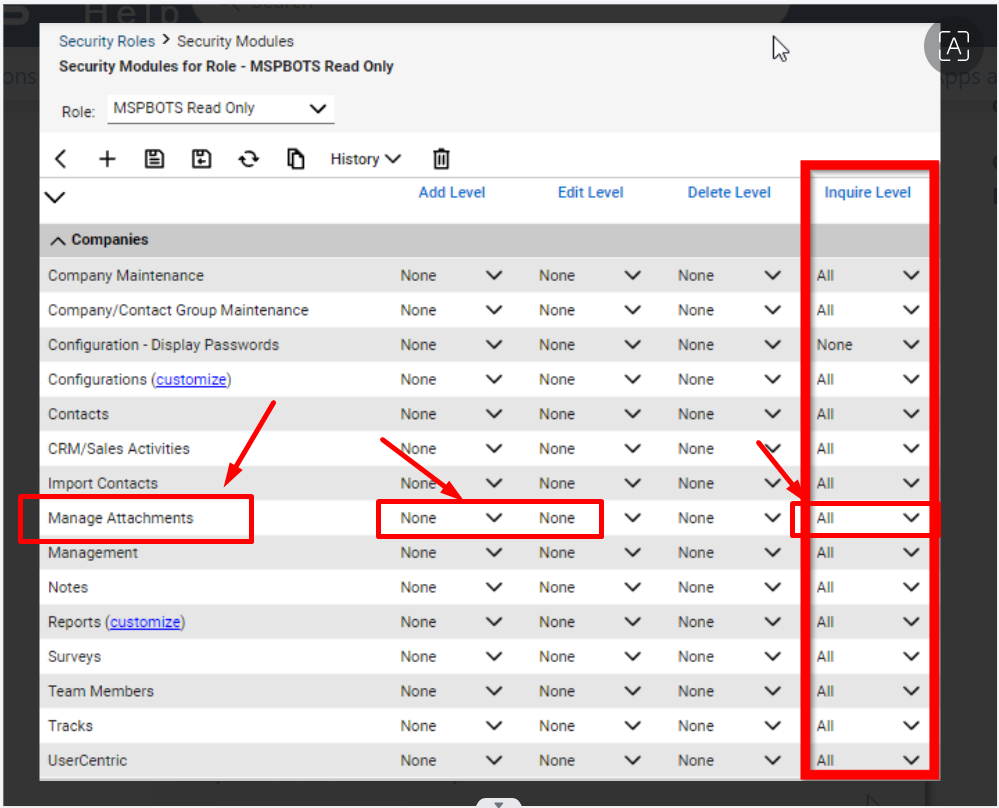 Help
Search
ons
Apps a
A
Security Roles > Security Modules
Security Modules for Role - MSPBOTS Read Only
Role: MSPBOTS Read Only
History
Add Level Edit Level Delete Level Inquire Level
Companies
Company Maintenance None None None All
Company/Contact Group Maintenance None None None All
Configuration - Display Passwords None None None None
Configurations (customize) None None None All
Contacts None None None All
CRM/Sales Activities None None None All
Import Contacts None None None All
Manage Attachments None None None All
Management None None None All
Notes None None None All
Reports (customize) None None None All
Surveys None None None All
Team Members None None None All
Tracks None None None All
UserCentric None None None All